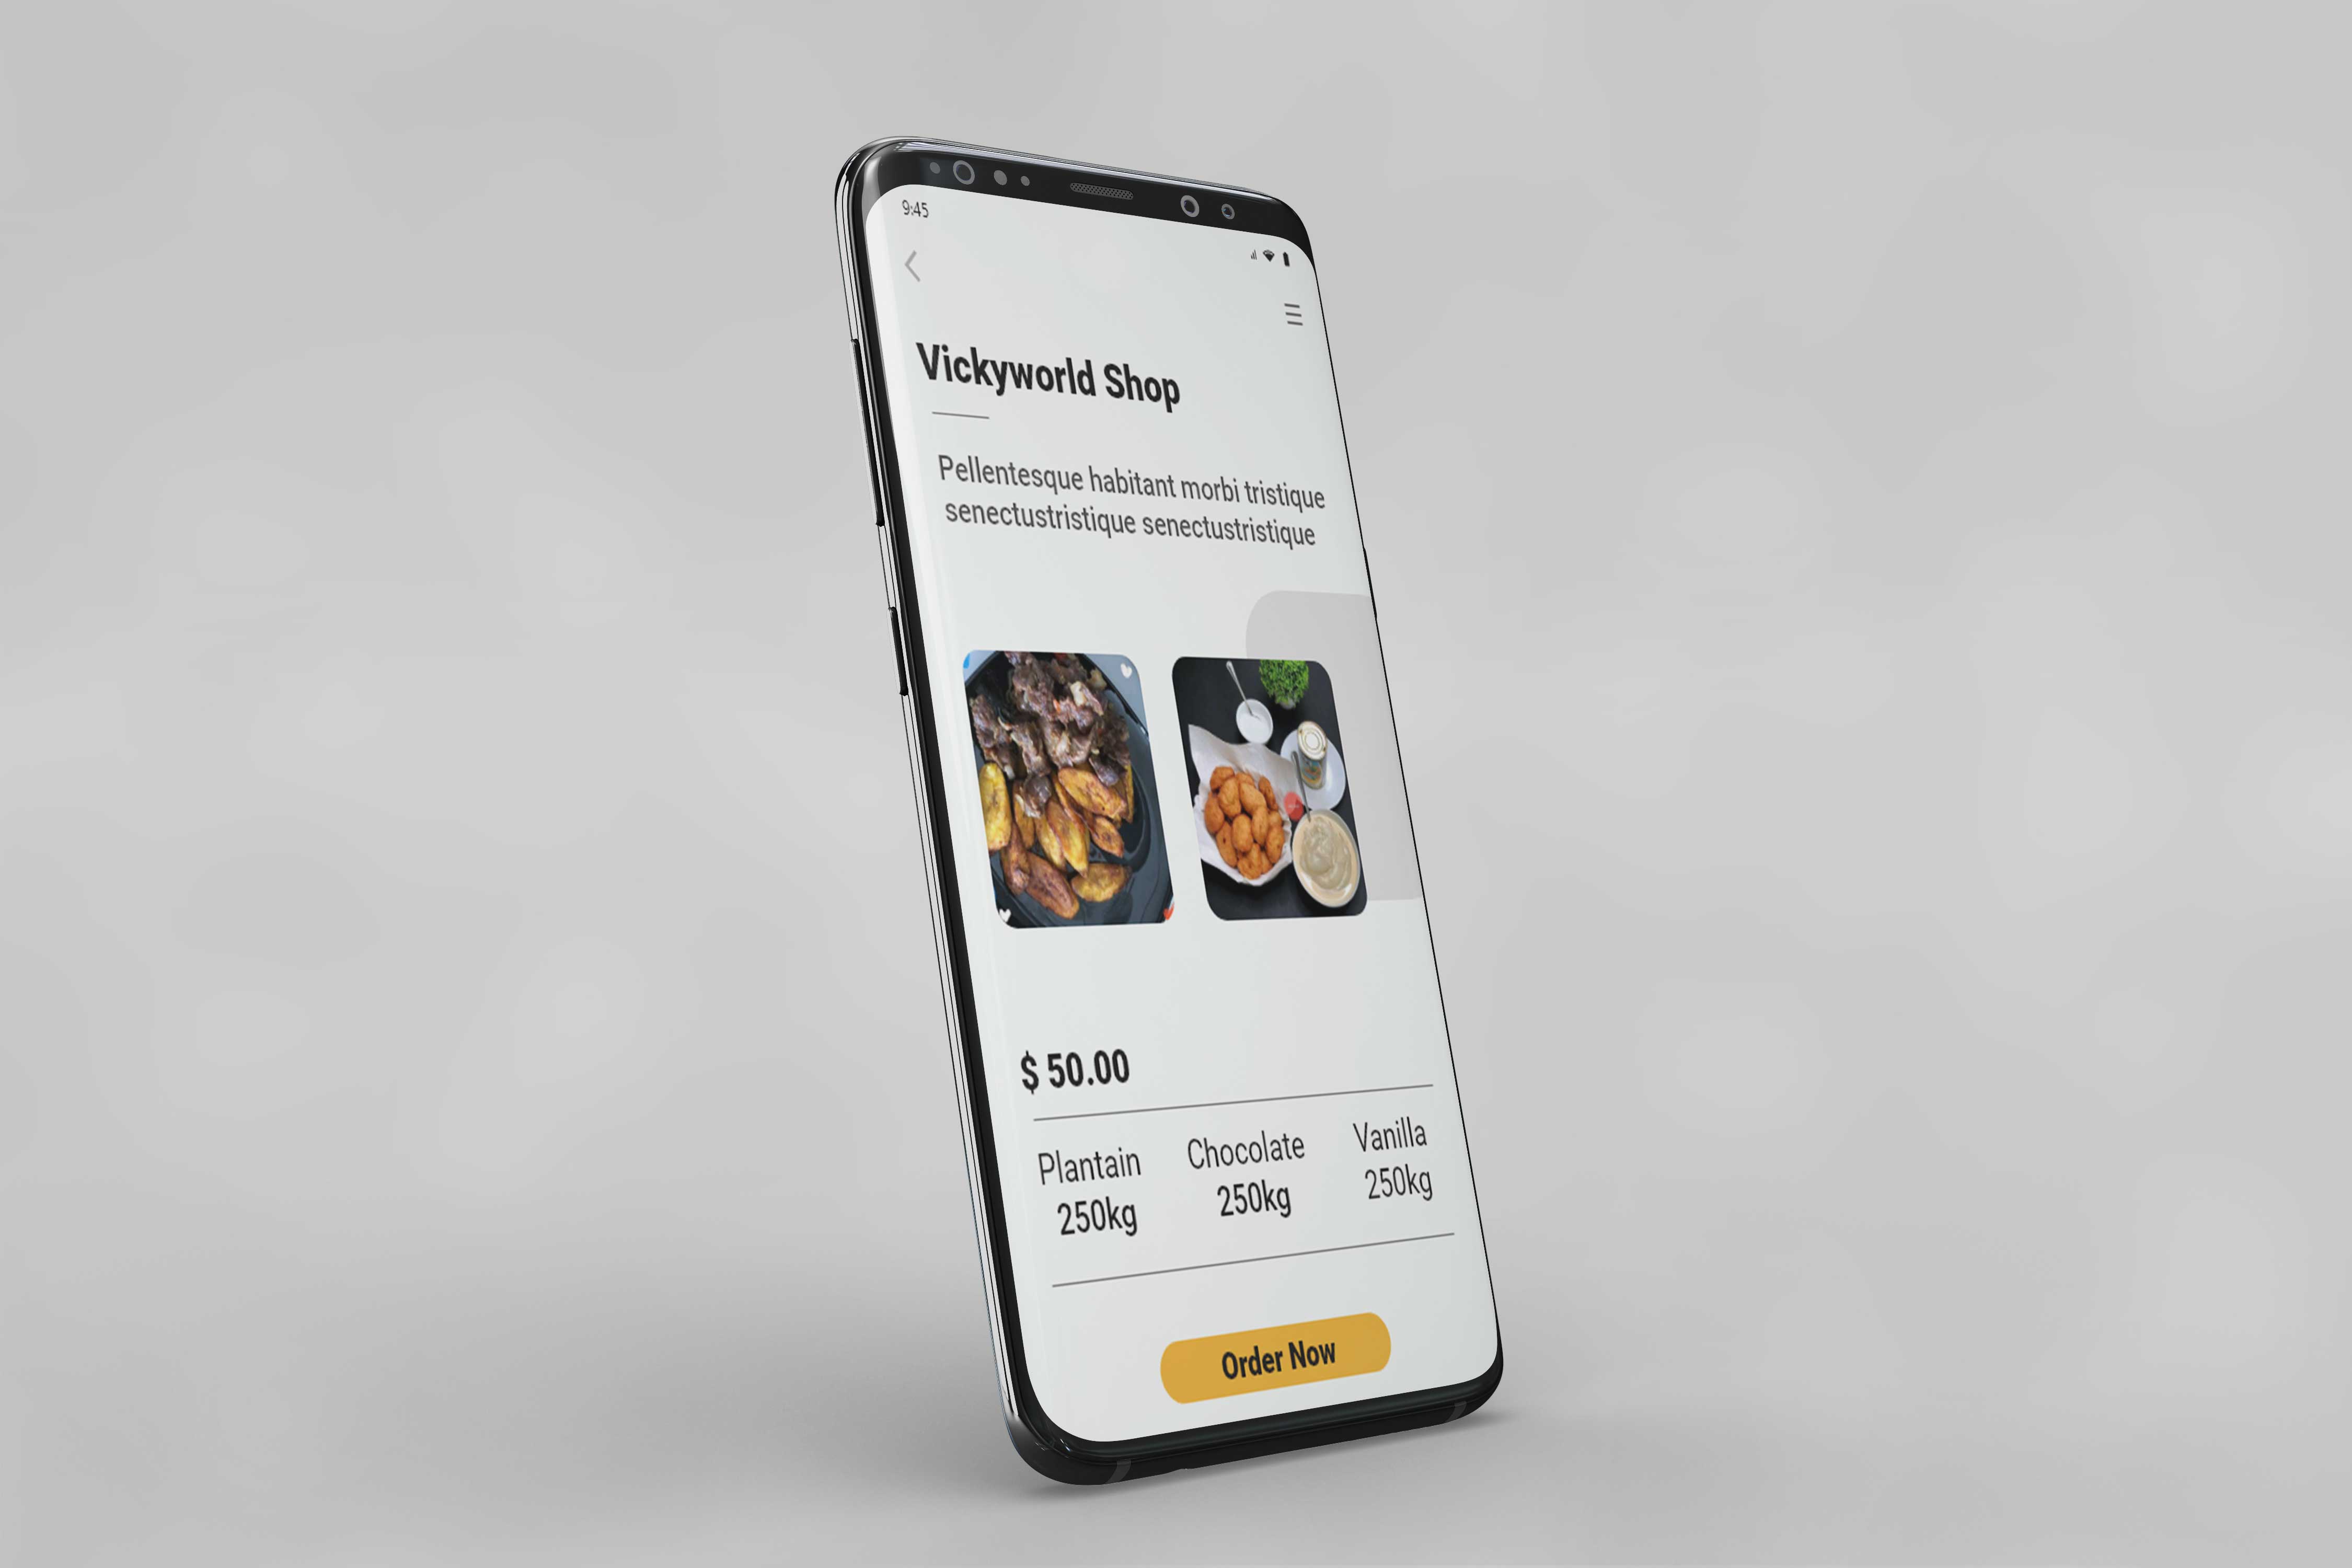 9:45
Vickyworld Shop
Pellentesque habitant morbi tristique
senectustristique senectustristique
$ 50.00
Plantain Chocolate Vanilla
250kg 250kg 250kg
Order Now